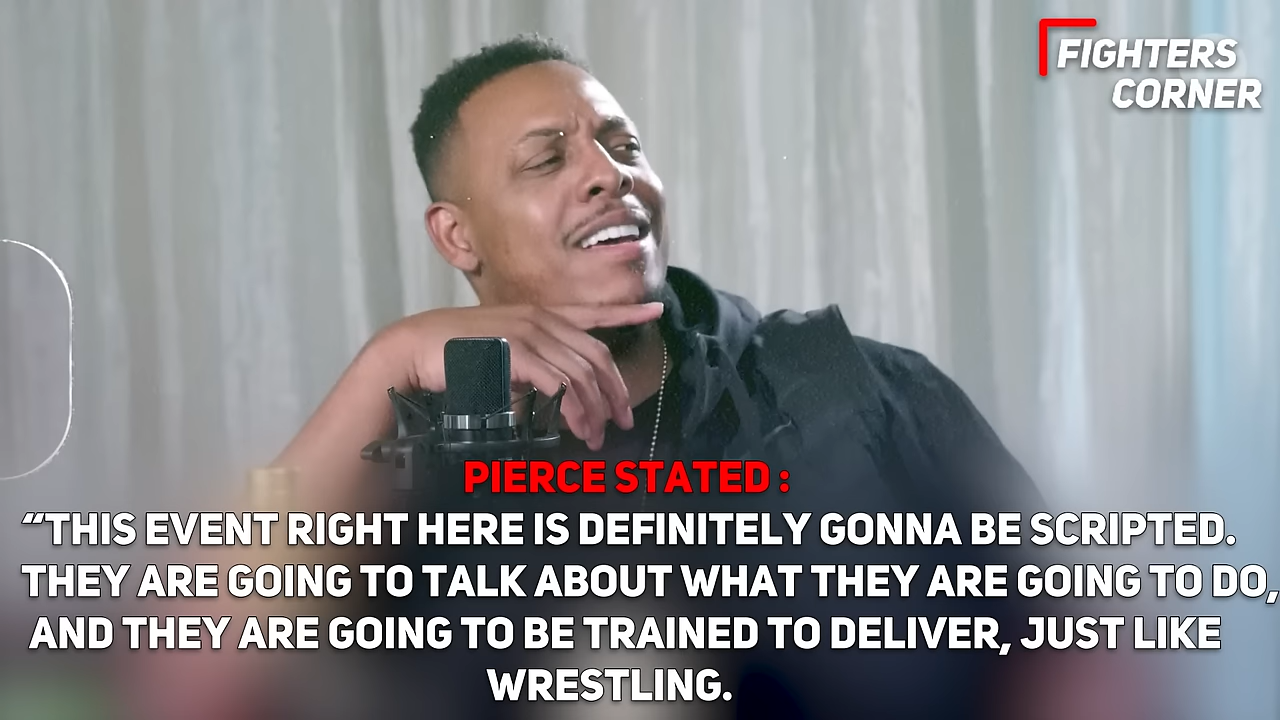 FIGHTERS
CORNER
PIERCE STATED :
“THIS EVENT RIGHT HERE IS DEFINITELY GONNA BE SCRIPTED.
THEY ARE GOING TO TALK ABOUT WHAT THEY ARE GOING TO DO,
AND THEY ARE GOING TO BE TRAINED TO DELIVER, JUST LIKE
WRESTLING.